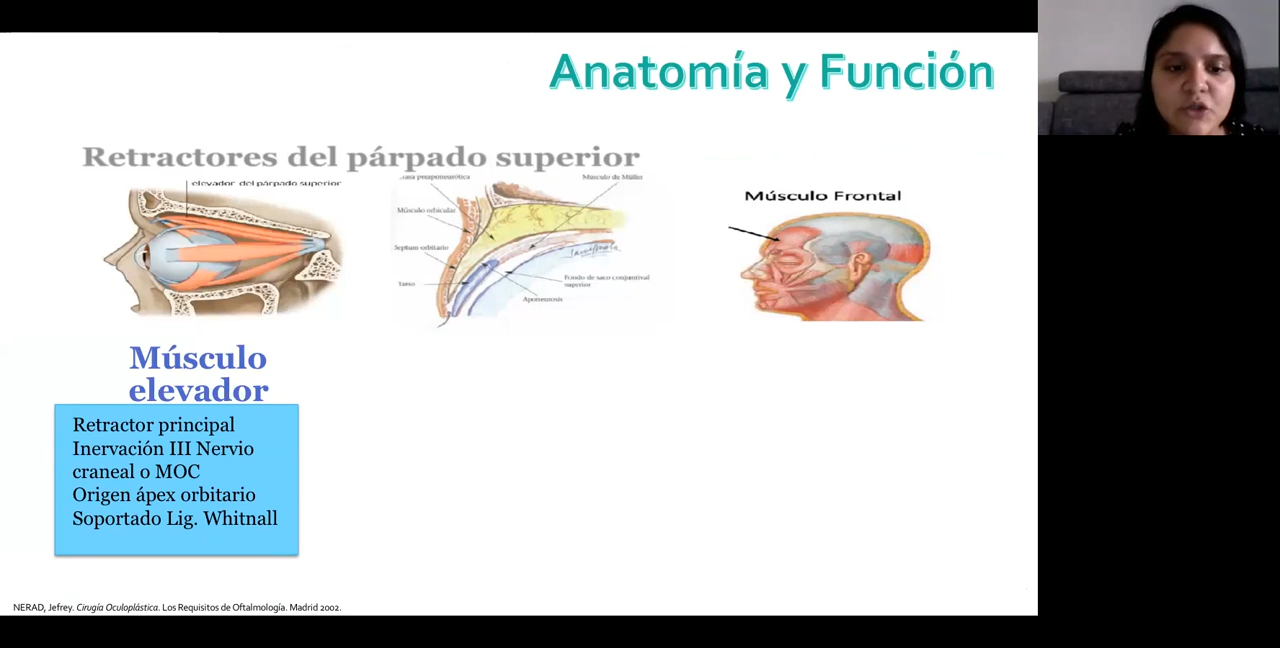 Anatomía y Función
Retractores del párpado superior
elevador del párpado superior
preaponeurótica
Músculo de Müller
Músculo orbicular
Septum orbitario
Tarso
Fondo de saco conjuntival
superior
Aponeurosis
Músculo Frontal
Músculo
elevador
Retractor principal
Inervación III Nervio
craneal o MOC
Origen ápex orbitario
Soportado Lig. Whitnall
NERAD, Jefrey. Cirugía Oculoplástica. Los Requisitos de Oftalmología. Madrid 2002.